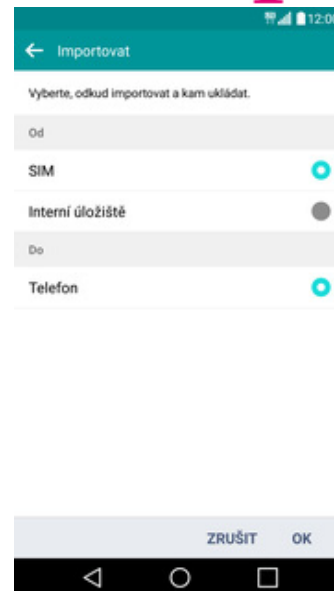 12:00
Importovat
Vyberte, odkud importovat a kam ukládat.
Od
SIM
Interní úložiště
Do
Telefon
ZRUŠIT OK